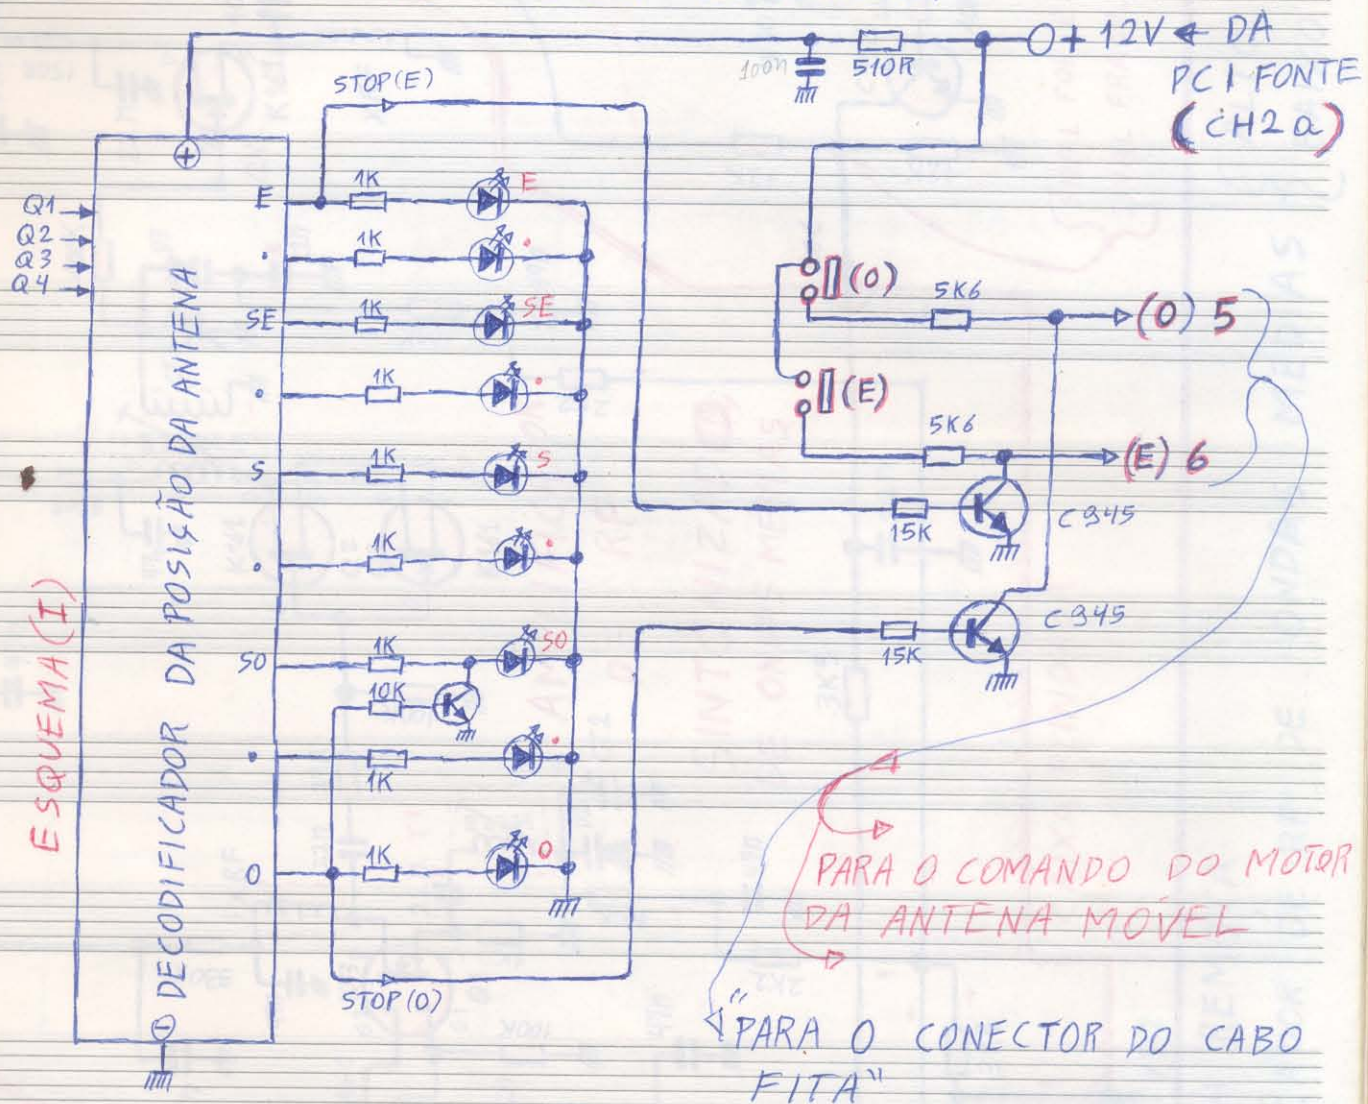 + 12V ◄ DA
PCI FONTE
(CH2a)
100n
510R
STOP(E)
+
Q1
Q2
Q3
Q4
E
1K
E
.
1K
.
SE
1K
SE
.
1K
.
S
1K
S
.
1K
.
SO
1K
SO
10K
.
1K
.
O
1K
O
STOP(O)
-
DECODIFICADOR DA POSIÇÃO DA ANTENA
ESQUEMA(I)
(O)
5K6
(O) 5
(E)
5K6
(E) 6
15K
C945
15K
C945
PARA O COMANDO DO MOTOR
DA ANTENA MÓVEL
"PARA O CONECTOR DO CABO
FITA"